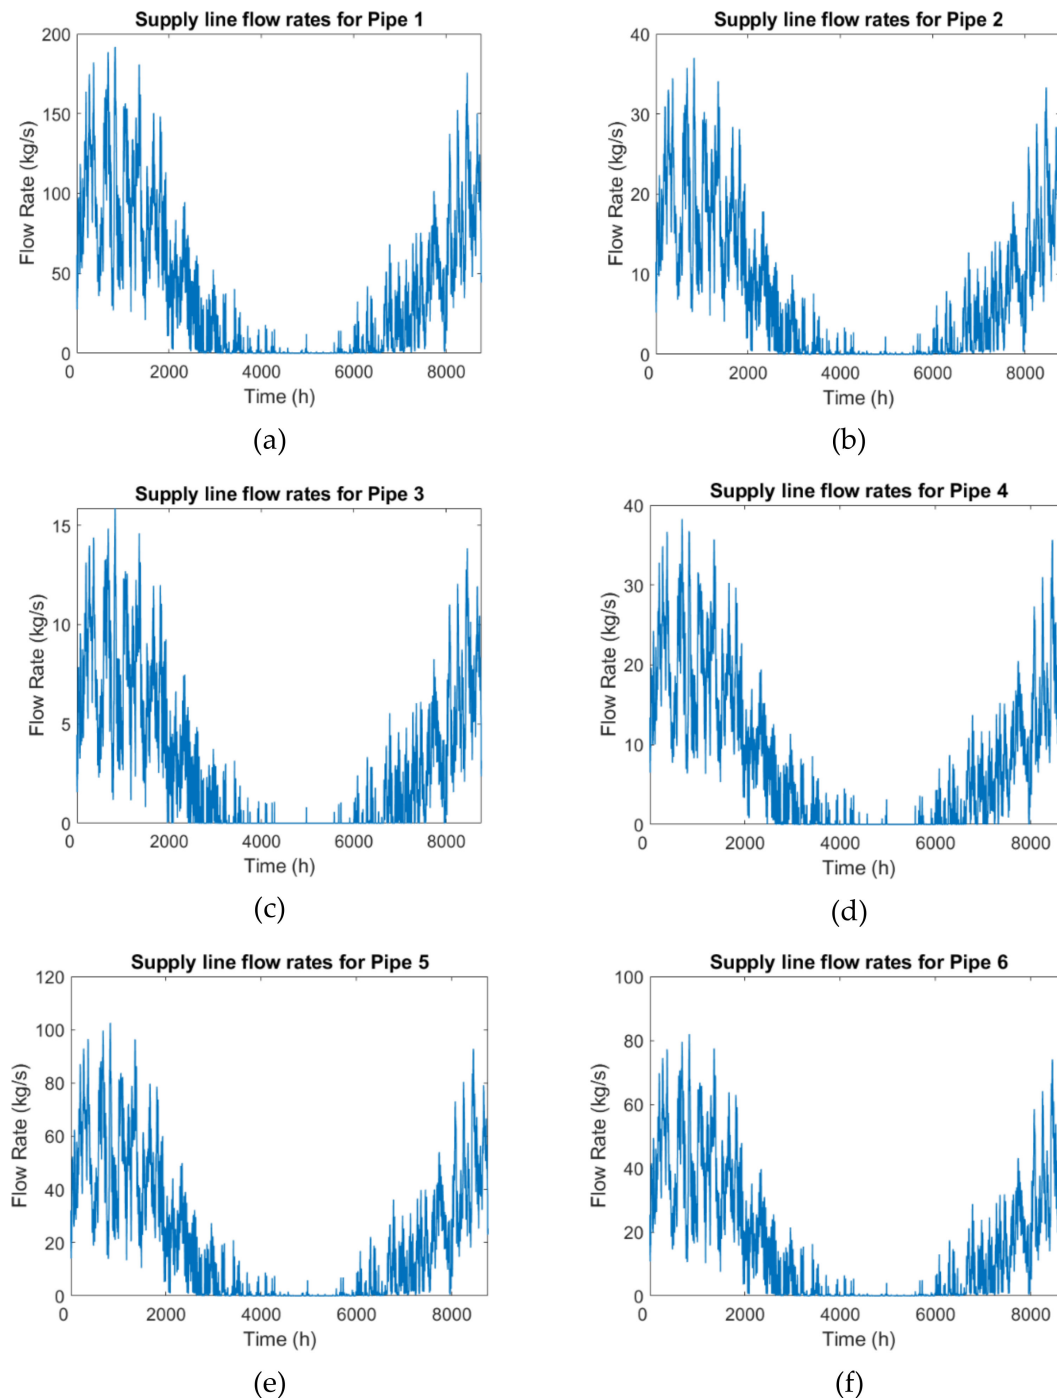 Supply line flow rates for Pipe 1
200
150
100
50
0
Flow Rate (kg/s)
0 2000 4000 6000 8000
Time (h)
(a)
Supply line flow rates for Pipe 2
40
30
20
10
0
Flow Rate (kg/s)
0 2000 4000 6000 8000
Time (h)
(b)
Supply line flow rates for Pipe 3
15
10
5
0
Flow Rate (kg/s)
0 2000 4000 6000 8000
Time (h)
(c)
Supply line flow rates for Pipe 4
40
30
20
10
0
Flow Rate (kg/s)
0 2000 4000 6000 8000
Time (h)
(d)
Supply line flow rates for Pipe 5
120
100
80
60
40
20
0
Flow Rate (kg/s)
0 2000 4000 6000 8000
Time (h)
(e)
Supply line flow rates for Pipe 6
100
80
60
40
20
0
Flow Rate (kg/s)
0 2000 4000 6000 8000
Time (h)
(f)